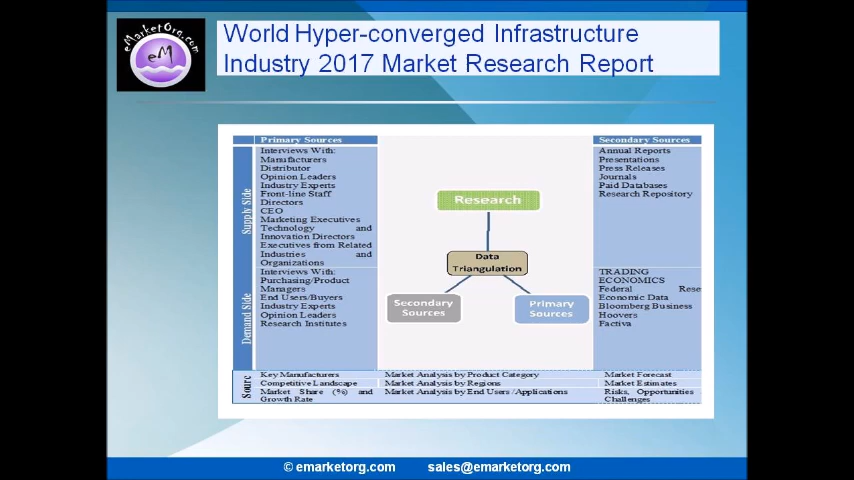 eMarketOrg.com
eM
World Hyper-converged Infrastructure
Industry 2017 Market Research Report
Primary Sources
Secondary Sources
Supply Side
Interviews With:
Manufacturers
Distributor
Opinion Leaders
Industry Experts
Front-line Staff
Directors
CEO
Marketing Executives
Technology and
Innovation Directors
Executives from Related
Industries and
Organizations
Annual Reports
Presentations
Press Releases
Journals
Paid Databases
Research Repository
Research
Data
Triangulation
Secondary
Sources
Primary
Sources
Demand Side
Interviews With:
Purchasing/Product
Managers
End Users/Buyers
Industry Experts
Opinion Leaders
Research Institutes
TRADING
ECONOMICS
Federal Rese
Economic Data
Bloomberg Business
Hoovers
Factiva
Sourc
Key Manufacturers
Competitive Landscape
Market Share (%) and
Growth Rate
Market Analysis by Product Category
Market Analysis by Regions
Market Analysis by End Users /Applications
Market Forecast
Market Estimates
Risks, Opportunities
Challenges
© emarketorg.com sales@emarketorg.com